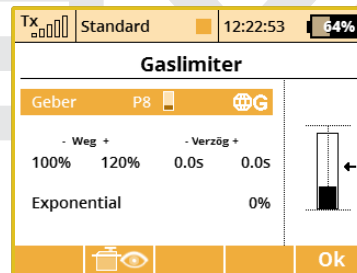 Tx Standard 12:22:53 64%
Gaslimiter
Geber P8 G
- Weg + - Verzög +
100% 120% 0.0s 0.0s
Exponential 0%
Ok